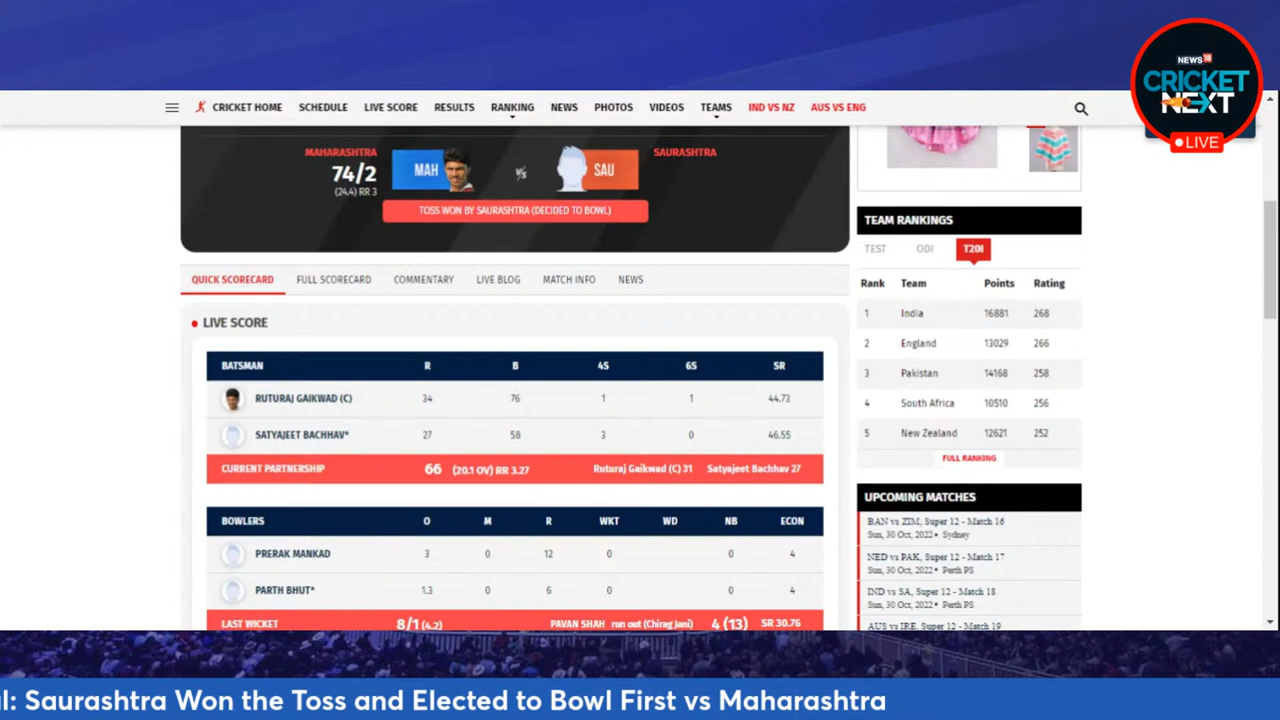 NEWS18
CRICKET
NEXT
LIVE
CRICKET HOME SCHEDULE LIVE SCORE RESULTS RANKING NEWS PHOTOS VIDEOS TEAMS IND VS NZ AUS VS ENG
MAHARASHTRA
74/2
(24.4) RR 3
MAH
V/S
SAU
SAURASHTRA
TOSS WON BY SAURASHTRA (DECIDED TO BOWL)
QUICK SCORECARD FULL SCORECARD COMMENTARY LIVE BLOG MATCH INFO NEWS
LIVE SCORE
BATSMAN R B 4S 6S SR
RUTURAJ GAIKWAD (C) 34 76 1 1 44.73
SATYAJEET BACHHAV* 27 58 3 0 46.55
CURRENT PARTNERSHIP 66 (20.1 OV) RR 3.27 Ruturaj Gaikwad (C) 31 Satyajeet Bachhav 27
BOWLERS O M R WKT WD NB ECON
PRERAK MANKAD 3 0 12 0 0 4
PARTH BHUT* 1.3 0 6 0 0 4
LAST WICKET 8/1 (4.2) PAVAN SHAH run out (Chirag Jani) 4 (13) SR 30.76
TEAM RANKINGS
TEST ODI T20I
Rank Team Points Rating
1 India 16881 268
2 England 13029 266
3 Pakistan 14168 258
4 South Africa 10510 256
5 New Zealand 12621 252
FULL RANKING
UPCOMING MATCHES
BAN vs ZIM, Super 12 - Match 16
Sun, 30 Oct, 2022 • Sydney
NED vs PAK, Super 12 - Match 17
Sun, 30 Oct, 2022 • Perth PS
IND vs SA, Super 12 - Match 18
Sun, 30 Oct, 2022 • Perth PS
AUS vs IRE, Super 12 - Match 19
l: Saurashtra Won the Toss and Elected to Bowl First vs Maharashtra